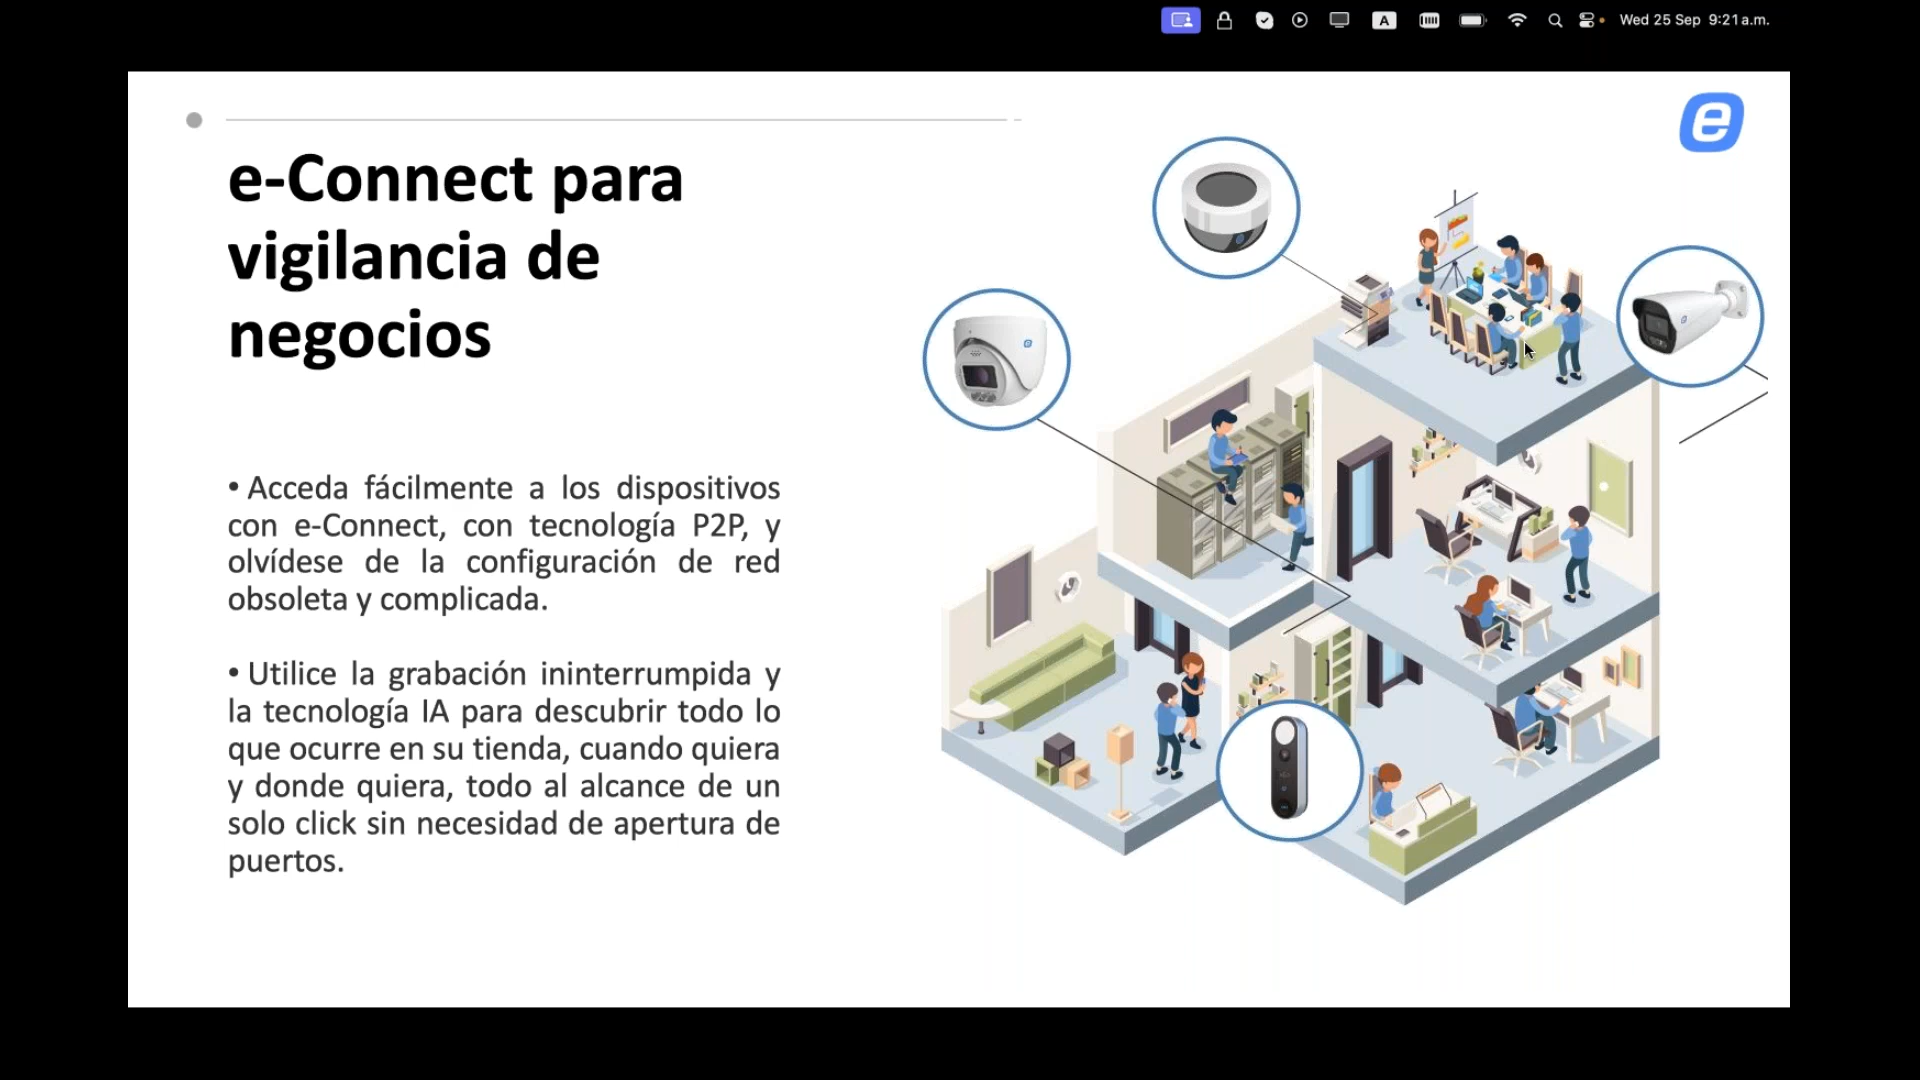 A
Wed 25 Sep 9:21 a.m.
e
e-Connect para
vigilancia de
negocios
• Acceda fácilmente a los dispositivos
con e-Connect, con tecnología P2P, y
olvídese de la configuración de red
obsoleta y complicada.
• Utilice la grabación ininterrumpida y
la tecnología IA para descubrir todo lo
que ocurre en su tienda, cuando quiera
y donde quiera, todo al alcance de un
solo click sin necesidad de apertura de
puertos.